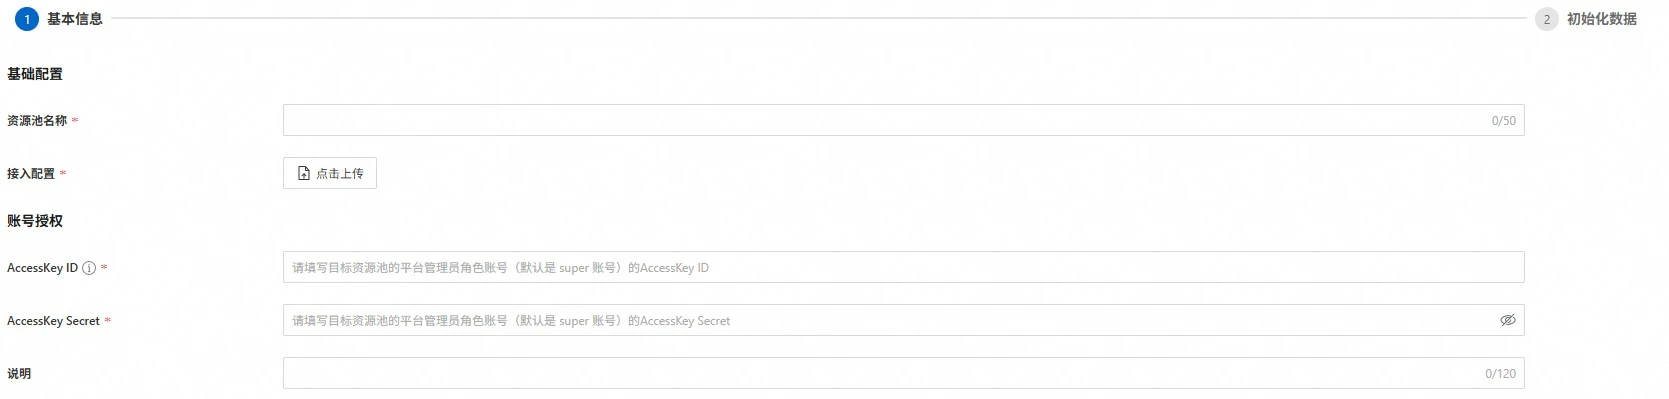 1 基本信息 2 初始化数据
基础配置
资源池名称 * 0/50
接入配置 * 点击上传
账号授权
AccessKey ID * 请填写目标资源池的平台管理员角色账号（默认是 super 账号）的AccessKey ID
AccessKey Secret * 请填写目标资源池的平台管理员角色账号（默认是 super 账号）的AccessKey Secret
说明 0/120